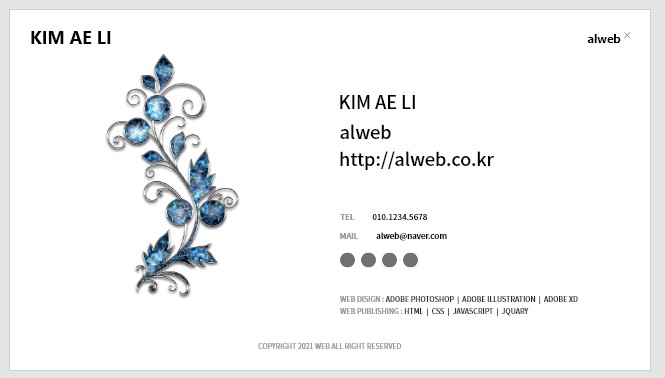 KIM AE LI
alweb ×
KIM AE LI
alweb
http://alweb.co.kr
TEL 010.1234.5678
MAIL alweb@naver.com
WEB DESIGN : ADOBE PHOTOSHOP | ADOBE ILLUSTRATION | ADOBE XD
WEB PUBLISHING : HTML | CSS | JAVASCRIPT | JQUARY
COPYRIGHT 2021 WEB ALL RIGHT RESERVED